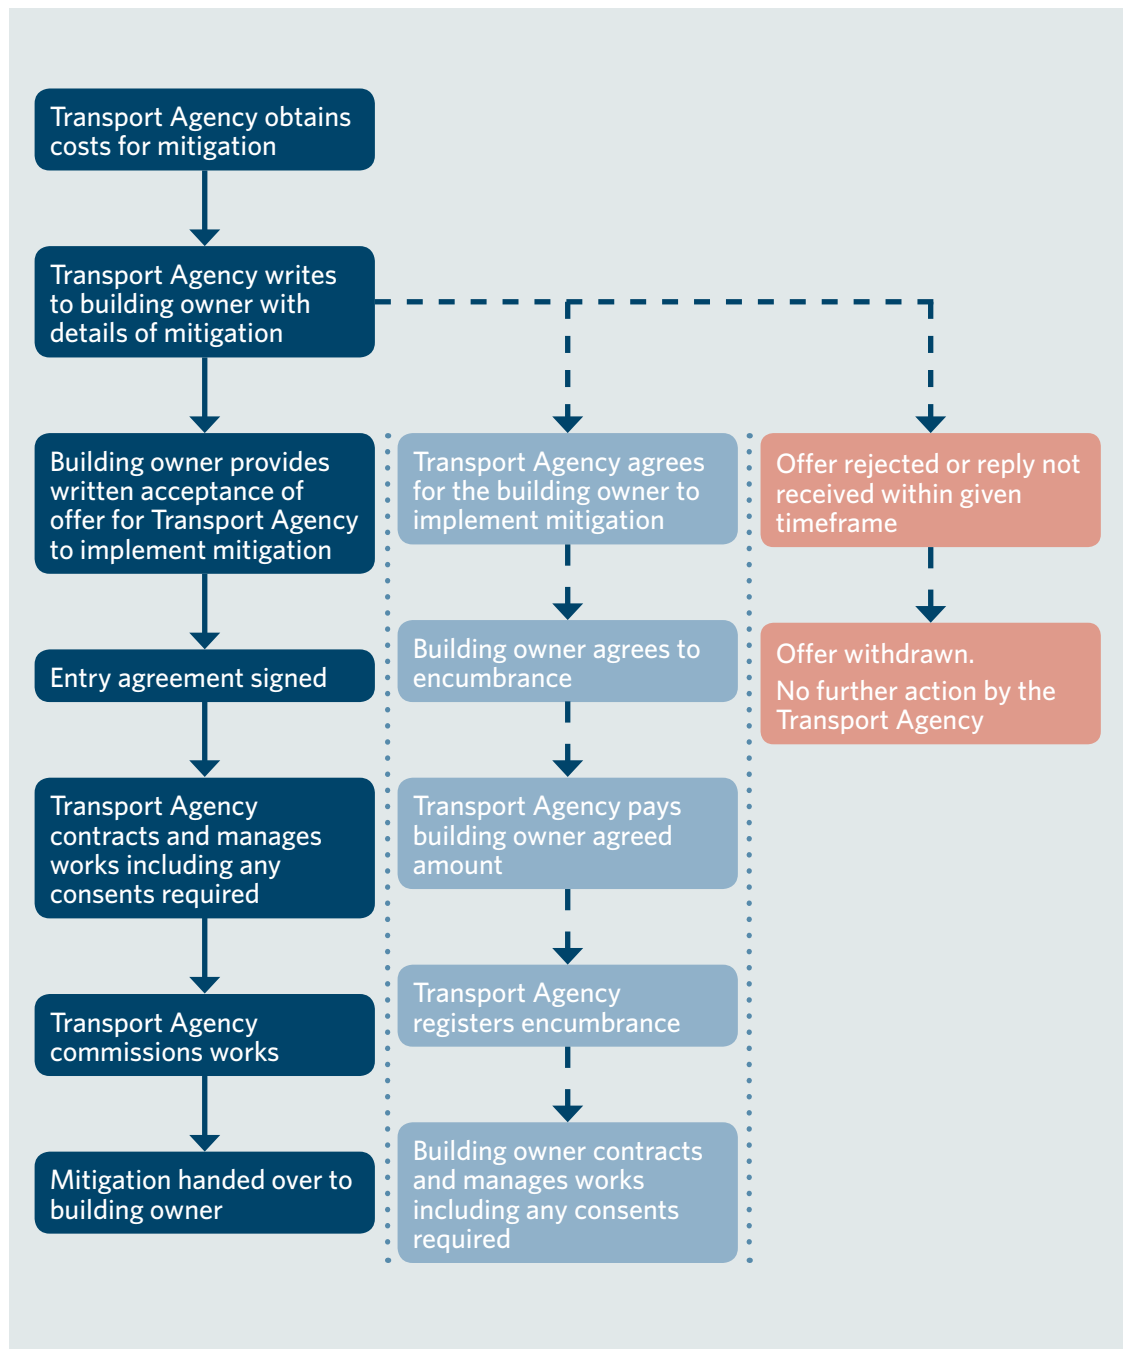 Transport Agency obtains
costs for mitigation
Transport Agency writes
to building owner with
details of mitigation
Building owner provides
written acceptance of
offer for Transport Agency
to implement mitigation
Entry agreement signed
Transport Agency
contracts and manages
works including any
consents required
Transport Agency
commissions works
Mitigation handed over to
building owner
Transport Agency agrees
for the building owner to
implement mitigation
Building owner agrees to
encumbrance
Transport Agency pays
building owner agreed
amount
Transport Agency
registers encumbrance
Building owner contracts
and manages works
including any consents
required
Offer rejected or reply not
received within given
timeframe
Offer withdrawn.
No further action by the
Transport Agency